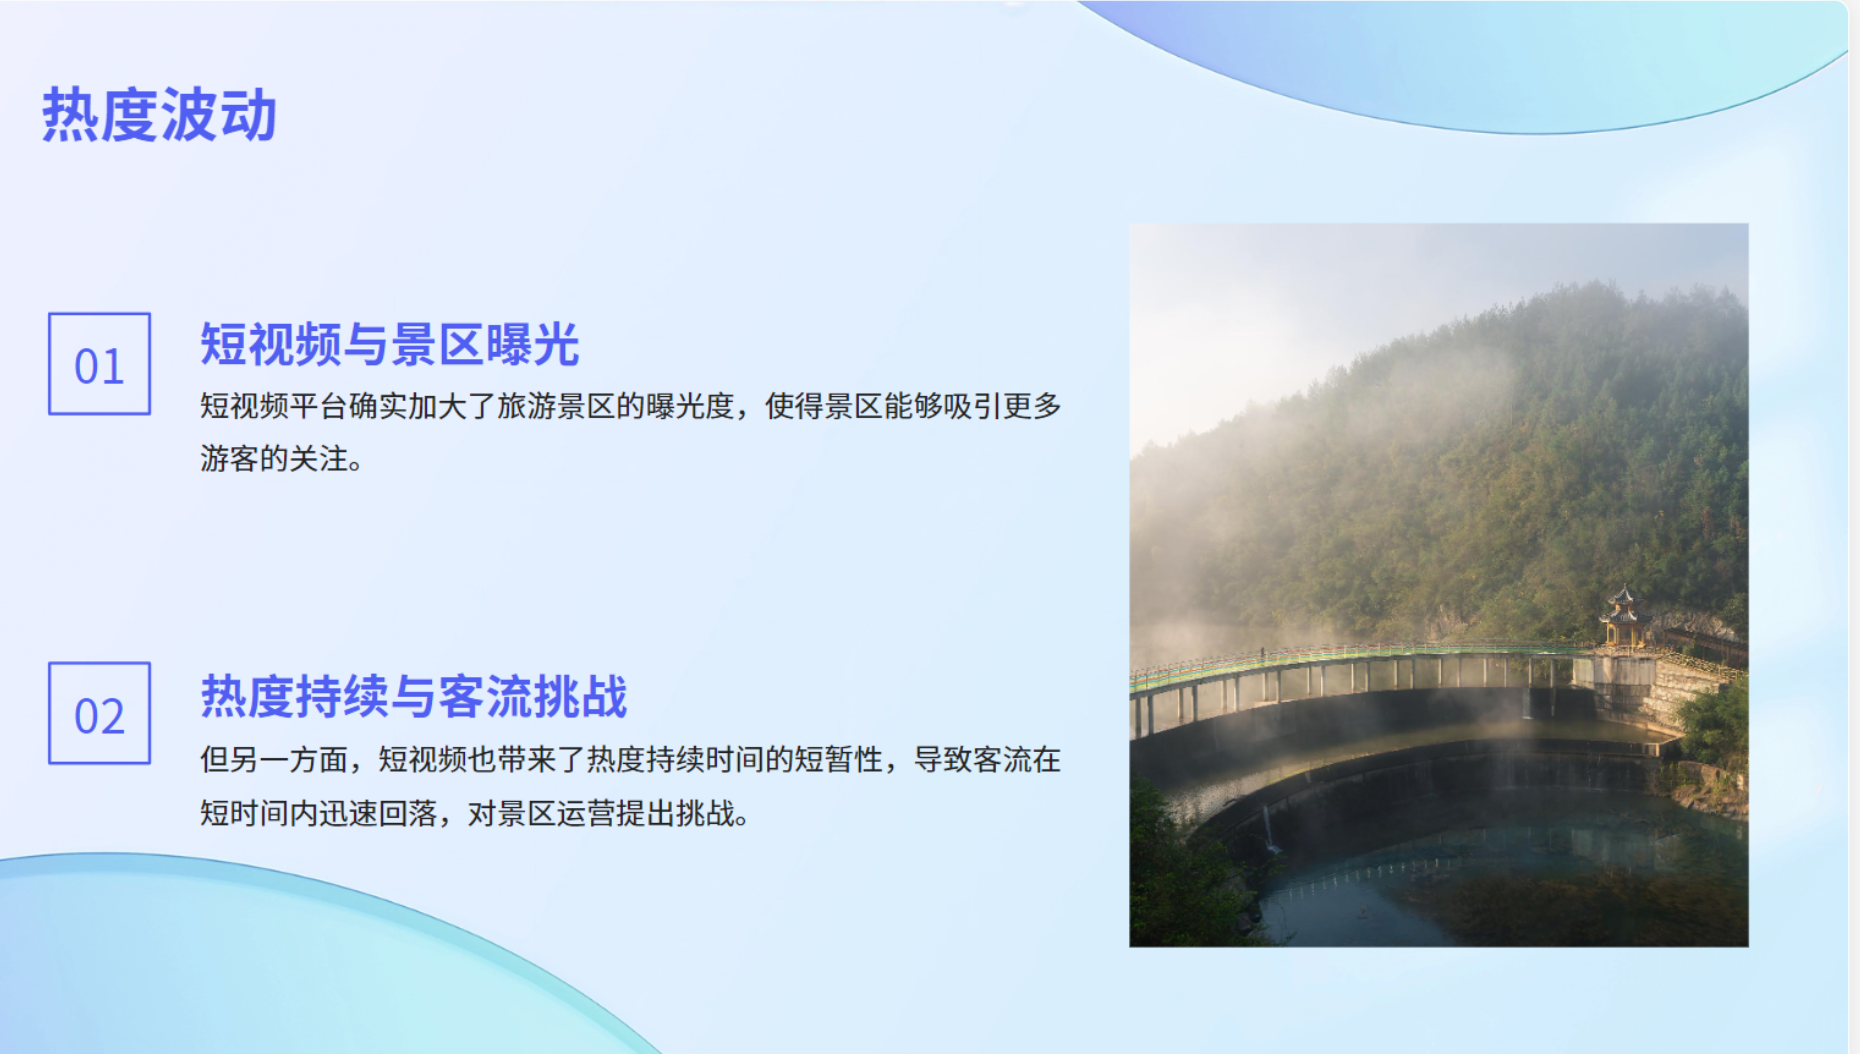 热度波动
01
短视频与景区曝光
短视频平台确实加大了旅游景区的曝光度，使得景区能够吸引更多
游客的关注。
02
热度持续与客流挑战
但另一方面，短视频也带来了热度持续时间的短暂性，导致客流在
短时间内迅速回落，对景区运营提出挑战。